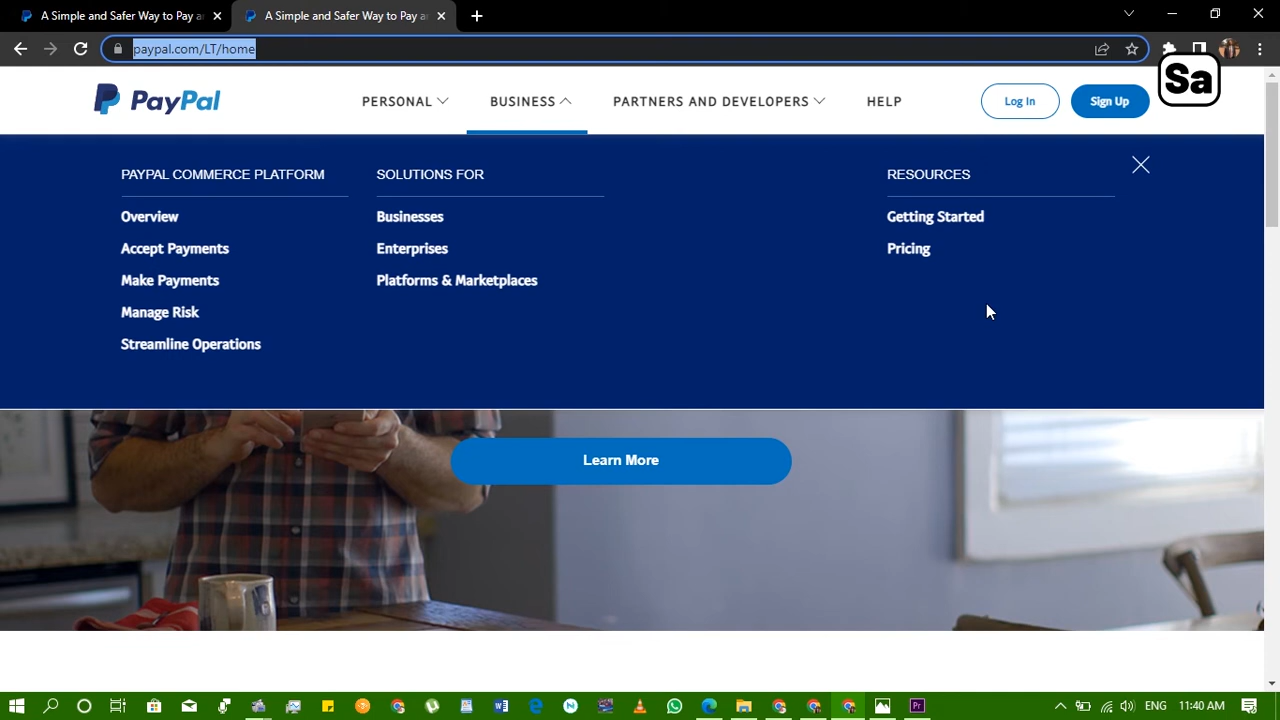 A Simple and Safer Way to Pay a
A Simple and Safer Way to Pay an
paypal.com/LT/home
Sa
PayPal
PERSONAL
BUSINESS
PARTNERS AND DEVELOPERS
HELP
Log In
Sign Up
PAYPAL COMMERCE PLATFORM
Overview
Accept Payments
Make Payments
Manage Risk
Streamline Operations
SOLUTIONS FOR
Businesses
Enterprises
Platforms & Marketplaces
RESOURCES
Getting Started
Pricing
Learn More
ENG
11:40 AM